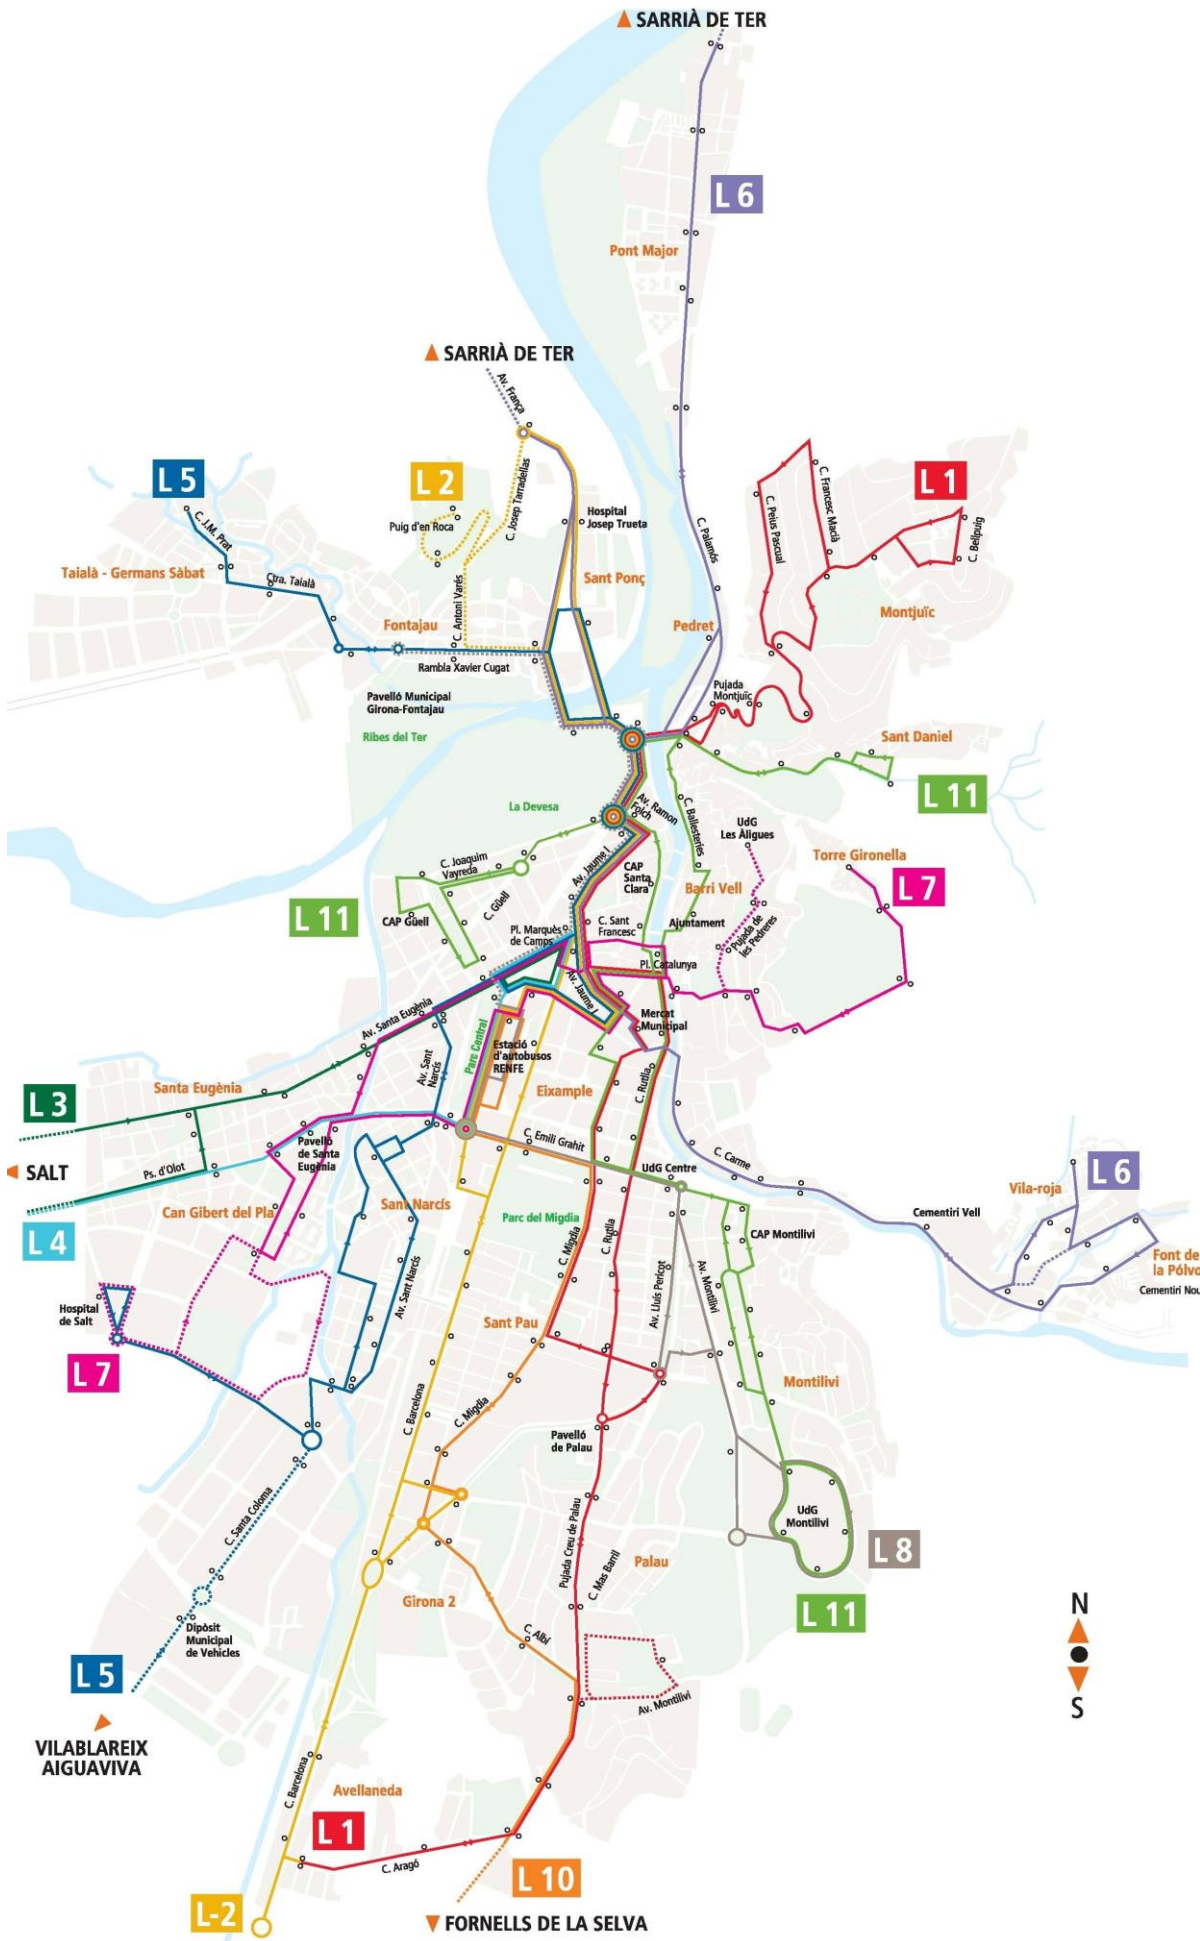 SARRIÀ DE TER
L 6
Pont Major
SARRIÀ DE TER
Av. França
L 5
L 2
L 1
C. J.M. Prat
Puig d'en Roca
C. Josep Tarradellas
Hospital
Josep Trueta
C. Palamós
C. Peius Pascual
C. Francesc Macià
C. Bellpuig
Taialà - Germans Sàbat
Ctra. Taialà
Sant Ponç
C. Antoni Varés
Fontajau
Pedret
Montjuïc
Rambla Xavier Cugat
Pavelló Municipal
Girona-Fontajau
Pujada
Montjuïc
Ribes del Ter
Sant Daniel
L 11
La Devesa
Av. Ramon
Folch
C. Ballesteries
UdG
Les Àligues
Torre Gironella
L 7
C. Joaquim
Vayreda
Av. Jaume I
CAP
Santa
Clara
Barri Vell
L 11
CAP Güell
C. Güell
Pl. Marquès
de Camps
C. Sant
Francesc
Ajuntament
Pujada de
les Pedreres
Pl. Catalunya
Av. Jaume I
Av. Santa Eugènia
Mercat
Municipal
Parc Central
Estació
d'autobusos
RENFE
Av. Sant
Narcís
Santa Eugènia
Eixample
C. Rutlla
L 3
Pavelló
de Santa
Eugènia
C. Emili Grahit
C. Carme
SALT
Ps. d'Olot
UdG Centre
L 6
Vila-roja
Can Gibert del Pla
Sant Narcís
Parc del Migdia
Cementiri Vell
L 4
C. Migdia
C. Rutlla
CAP Montilivi
Font de
la Pólvo
Av. Sant Narcís
Av. Lluís Pericot
Av. Montilivi
Cementiri Nou
Hospital
de Salt
Sant Pau
L 7
Montilivi
C. Barcelona
C. Migdia
Pavelló
de Palau
C. Santa Coloma
Pujada Creu de Palau
UdG
Montilivi
L 8
C. Mas Barril
Palau
Girona 2
L 11
N
Dipòsit
Municipal
de Vehicles
C. Albí
L 5
Av. Montilivi
S
VILABLAREIX
AIGUAVIVA
C. Barcelona
Avellaneda
L 1
C. Aragó
L 10
L-2
FORNELLS DE LA SELVA